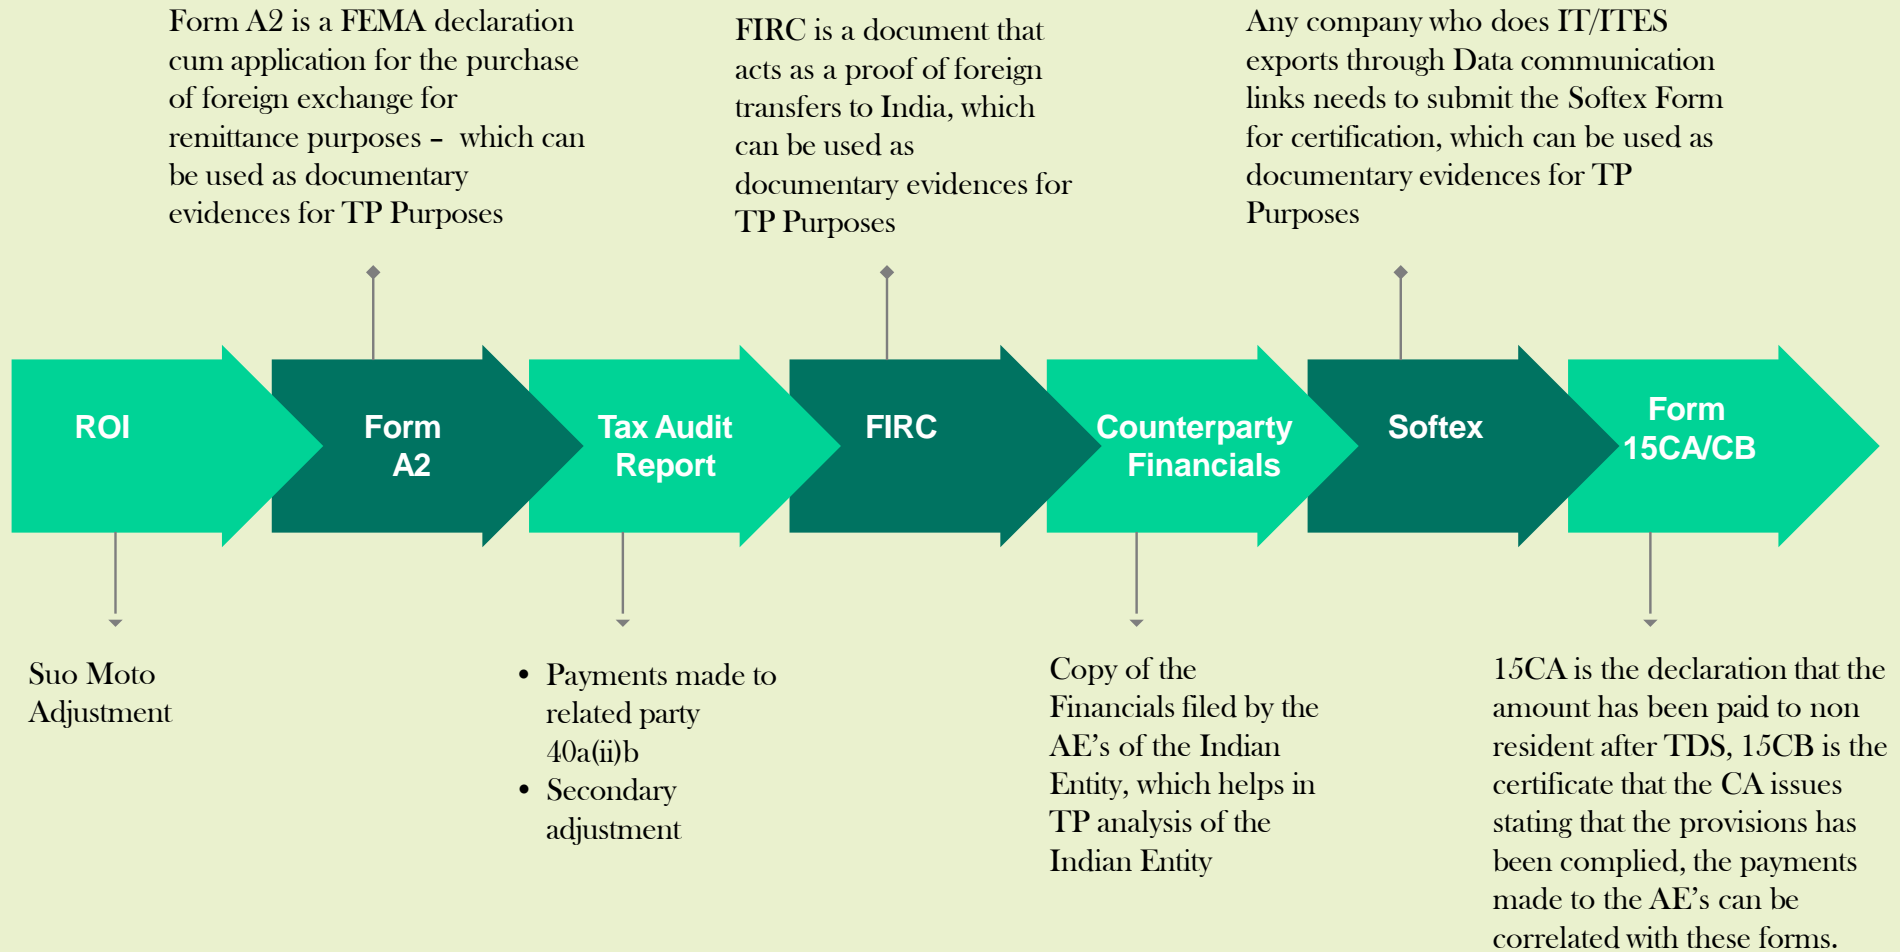 Form A2 is a FEMA declaration
cum application for the purchase
of foreign exchange for
remittance purposes – which can
be used as documentary
evidences for TP Purposes
FIRC is a document that
acts as a proof of foreign
transfers to India, which
can be used as
documentary evidences for
TP Purposes
Any company who does IT/ITES
exports through Data communication
links needs to submit the Softex Form
for certification, which can be used as
documentary evidences for TP
Purposes
ROI
Form
A2
Tax Audit
Report
FIRC
Counterparty
Financials
Softex
Form
15CA/CB
Suo Moto
Adjustment
• Payments made to
related party
40a(ii)b
• Secondary
adjustment
Copy of the
Financials filed by the
AE’s of the Indian
Entity, which helps in
TP analysis of the
Indian Entity
15CA is the declaration that the
amount has been paid to non
resident after TDS, 15CB is the
certificate that the CA issues
stating that the provisions has
been complied, the payments
made to the AE’s can be
correlated with these forms.